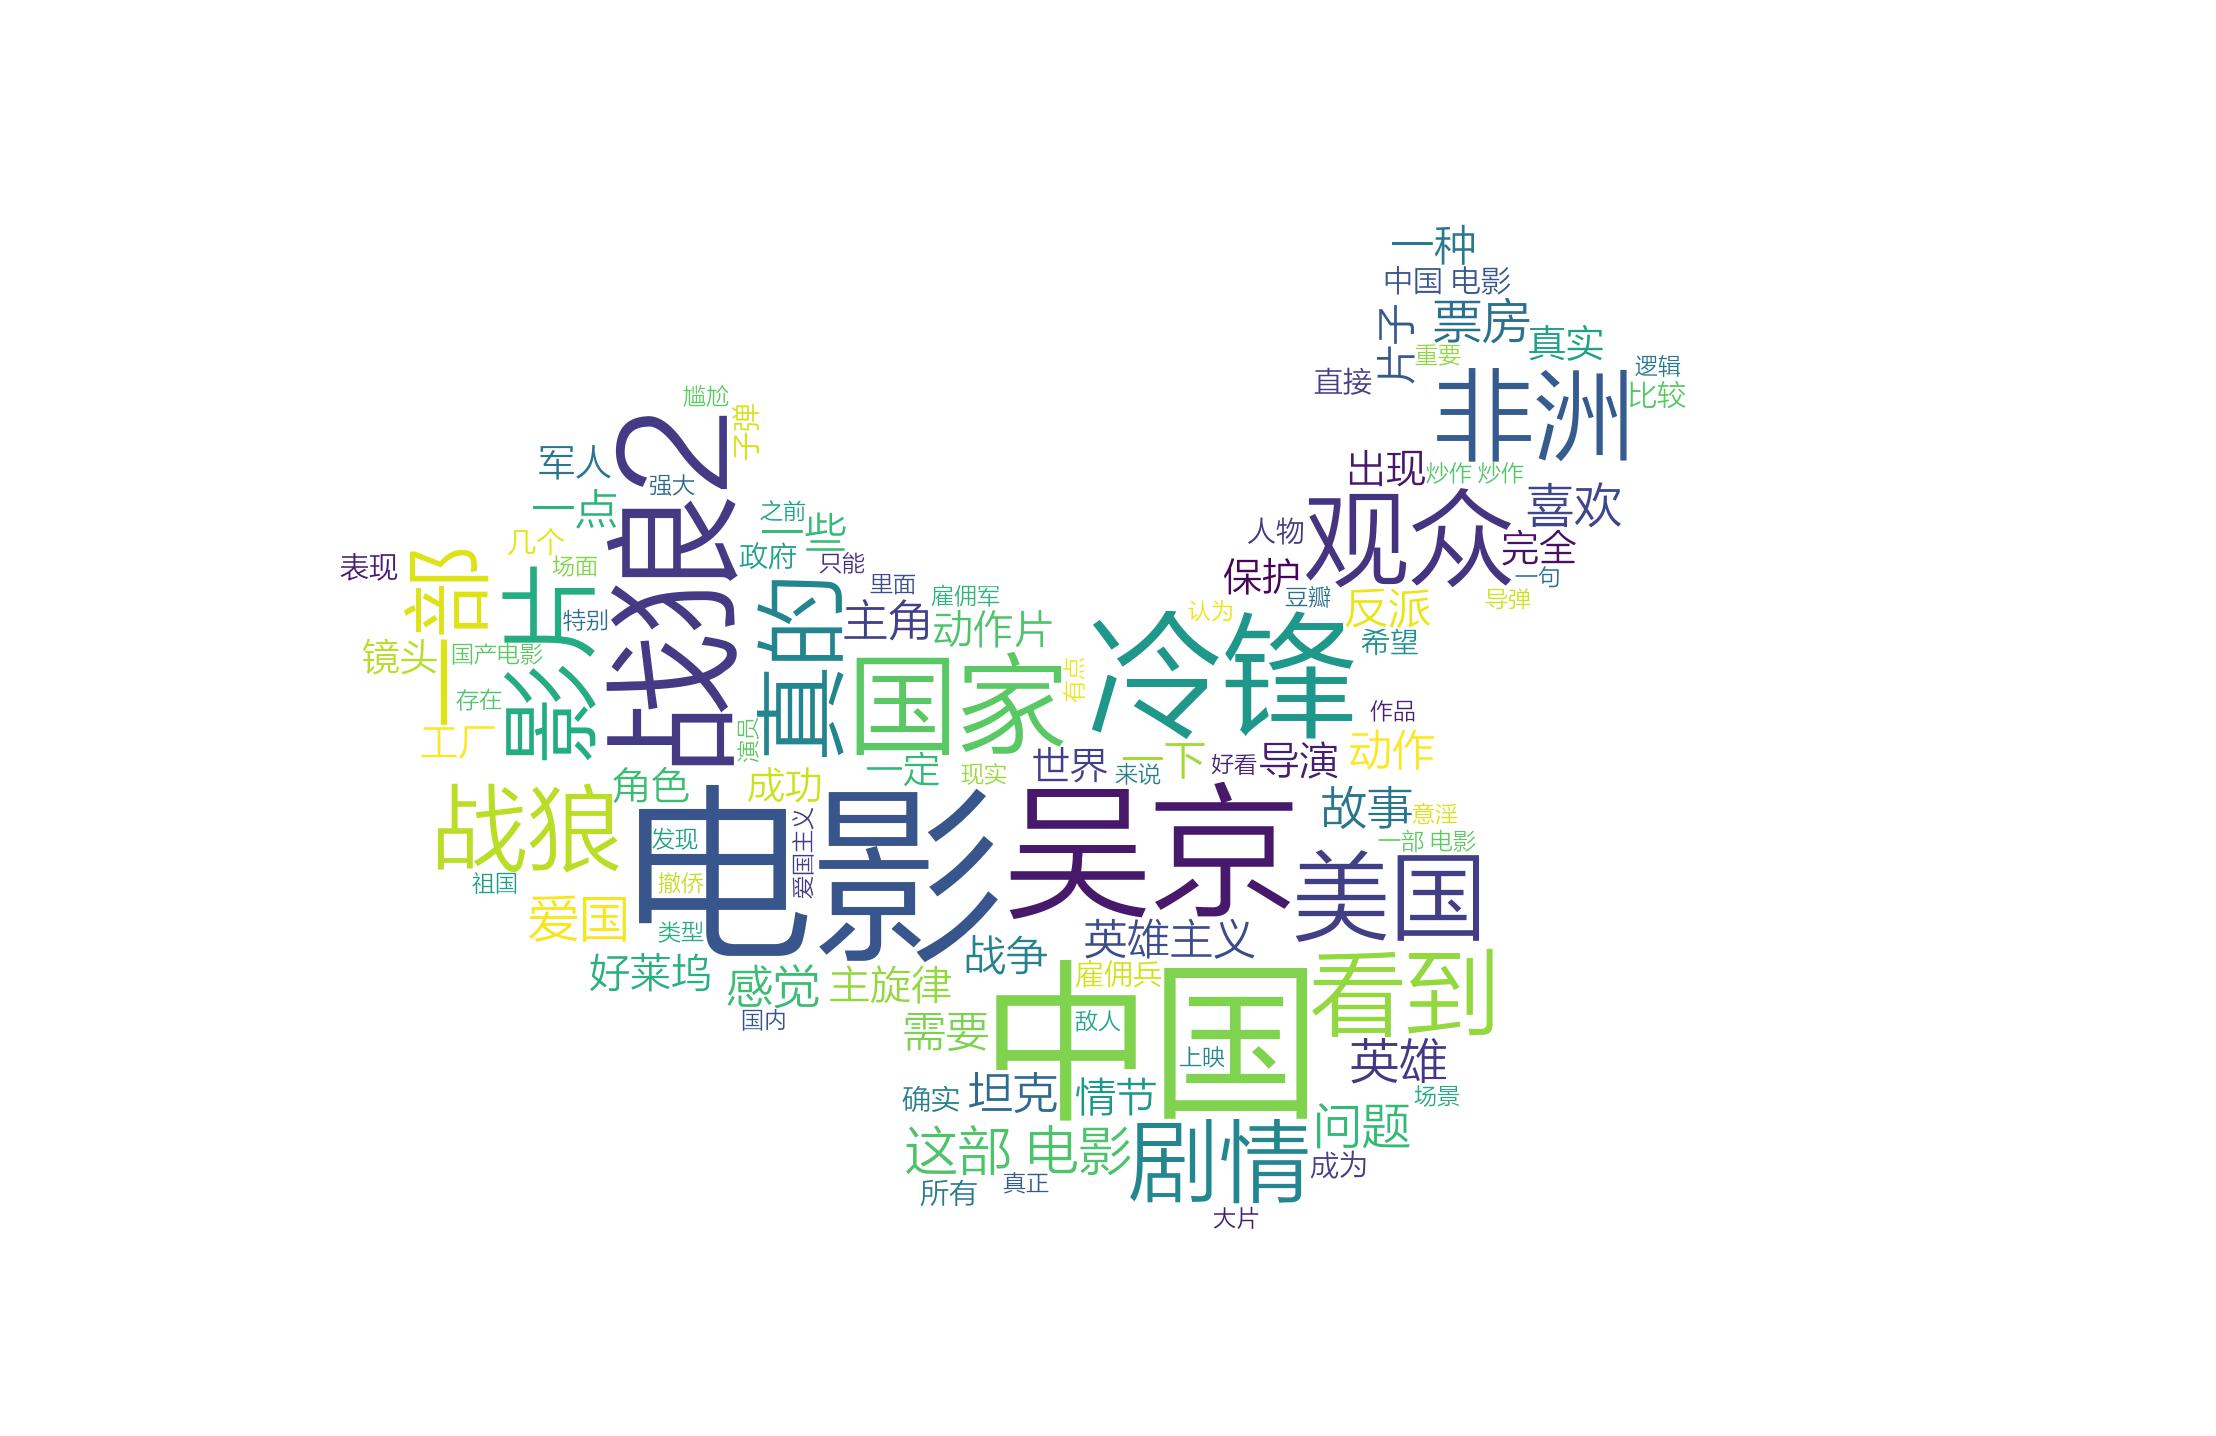 一种
中国 电影
片子
票房
真实
重要
逻辑
直接
非洲
比较
尴尬
战狼2
子弹
军人
出现
炒作 炒作
强大
喜欢
一点
之前
观众
人物
一些
几个
政府
只能
完全
表现
一部
影片
场面
保护
一句
真的
里面
雇佣军
豆瓣
导弹
特别
主角
动作片
认为
反派
冷锋
希望
镜头
国产电影
国家
有点
存在
作品
工厂
演员
一定
现实
世界
一下
来说
好看
导演
动作
角色
成功
战狼
电影
吴京
故事
意淫
发现
爱国主义
一部 电影
祖国
撤侨
美国
爱国
类型
英雄主义
战争
好莱坞
感觉
主旋律
雇佣兵
看到
国内
需要
中国
敌人
上映
英雄
确实
坦克
情节
场景
问题
这部 电影
剧情
成为
所有
真正
大片